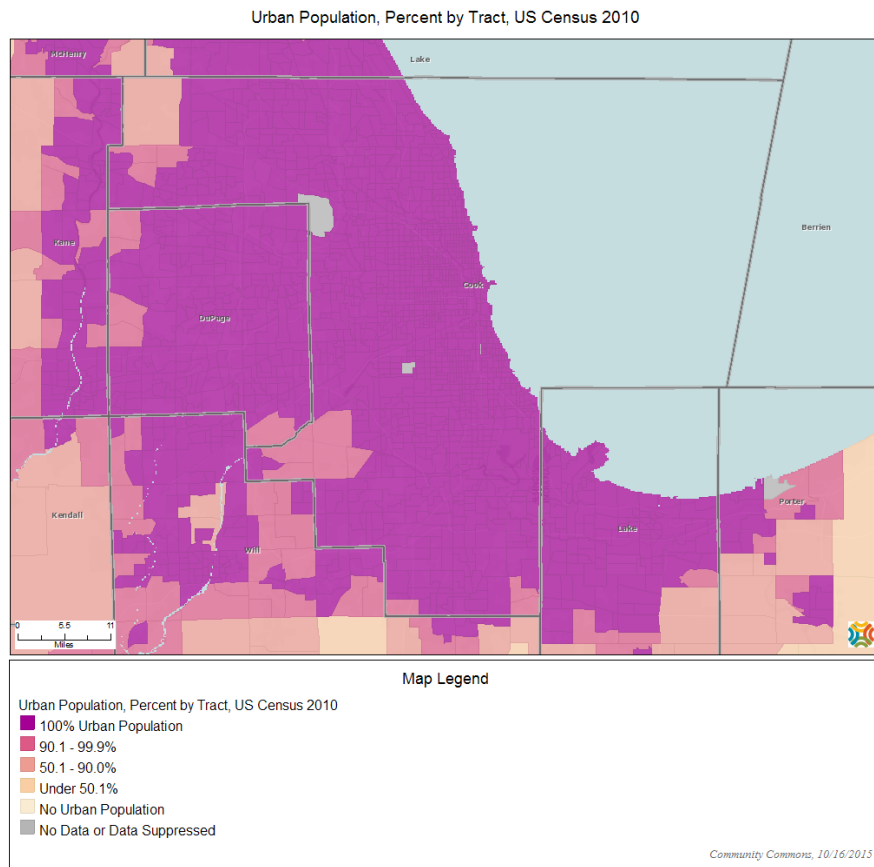 Urban Population, Percent by Tract, US Census 2010
McHenry
Lake
Berrien
Kane
Cook
DuPage
Kendall
Will
Lake
Porter
0 5.5 11
Miles
Map Legend
Urban Population, Percent by Tract, US Census 2010
100% Urban Population
90.1 - 99.9%
50.1 - 90.0%
Under 50.1%
No Urban Population
No Data or Data Suppressed
Community Commons, 10/16/2015